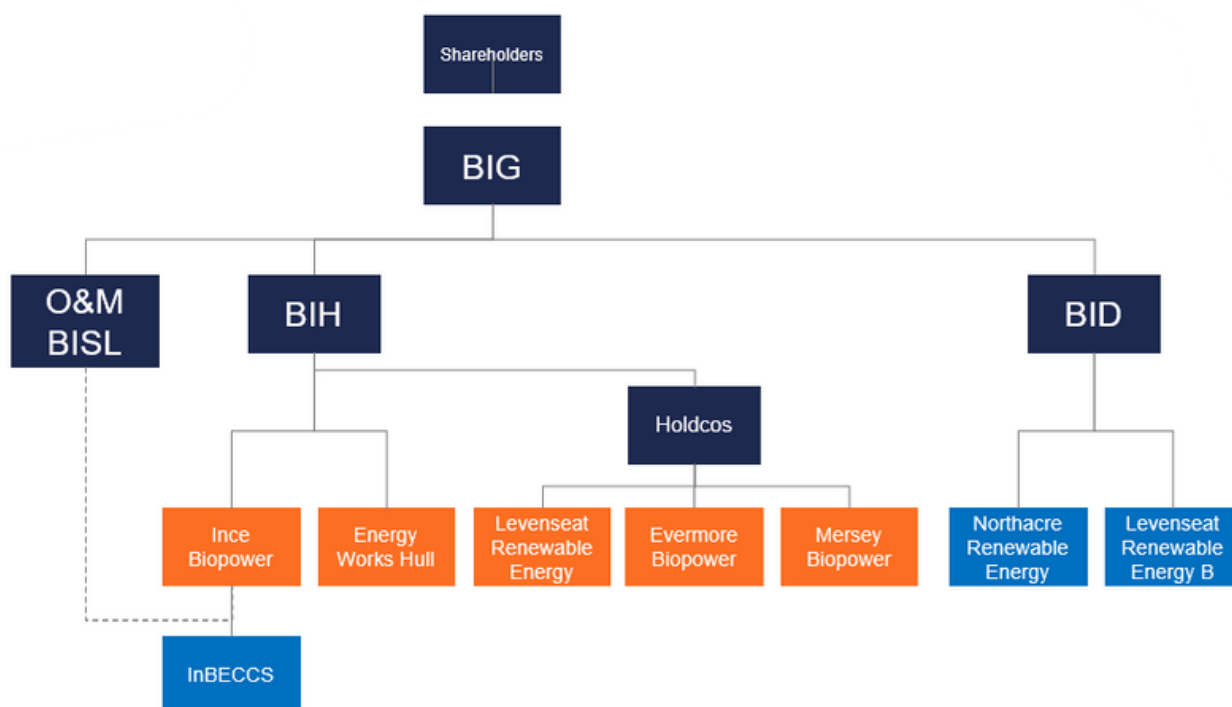 Shareholders
BIG
O&M
BISL
BIH
BID
Holdcos
Ince
Biopower
Energy
Works Hull
Levenseat
Renewable
Energy
Evermore
Biopower
Mersey
Biopower
Northacre
Renewable
Energy
Levenseat
Renewable
Energy B
InBECCS